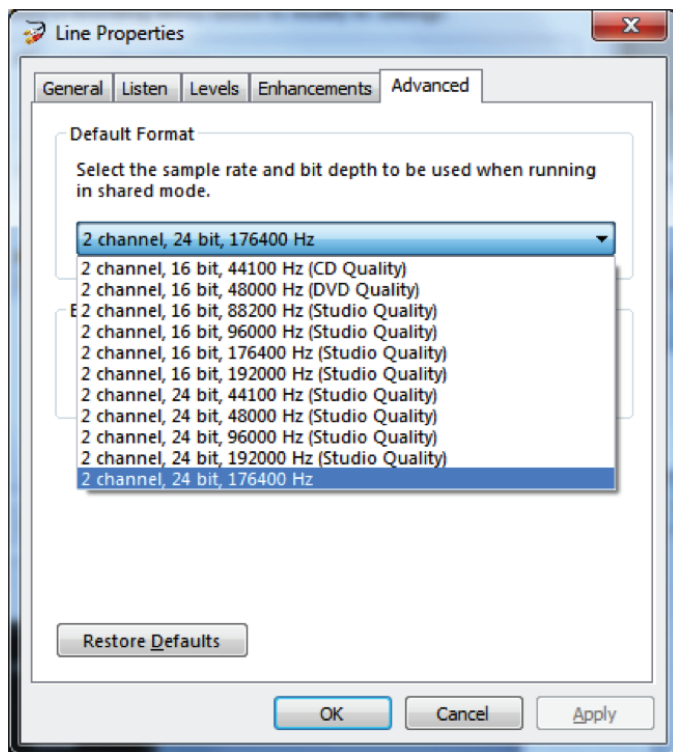 Line Properties
General
Listen
Levels
Enhancements
Advanced
Default Format
Select the sample rate and bit depth to be used when running
in shared mode.
2 channel, 24 bit, 176400 Hz
2 channel, 16 bit, 44100 Hz (CD Quality)
2 channel, 16 bit, 48000 Hz (DVD Quality)
2 channel, 16 bit, 88200 Hz (Studio Quality)
2 channel, 16 bit, 96000 Hz (Studio Quality)
2 channel, 16 bit, 176400 Hz (Studio Quality)
2 channel, 16 bit, 192000 Hz (Studio Quality)
2 channel, 24 bit, 44100 Hz (Studio Quality)
2 channel, 24 bit, 48000 Hz (Studio Quality)
2 channel, 24 bit, 96000 Hz (Studio Quality)
2 channel, 24 bit, 192000 Hz (Studio Quality)
2 channel, 24 bit, 176400 Hz
Restore Defaults
OK
Cancel
Apply